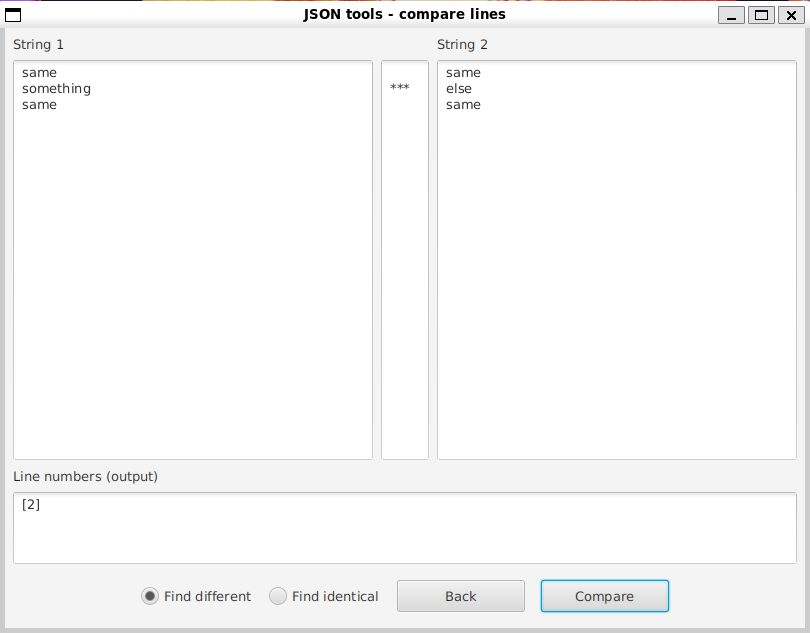 JSON tools - compare lines
String 1
String 2
same
something
same
***
same
else
same
Line numbers (output)
[2]
Find different
Find identical
Back
Compare